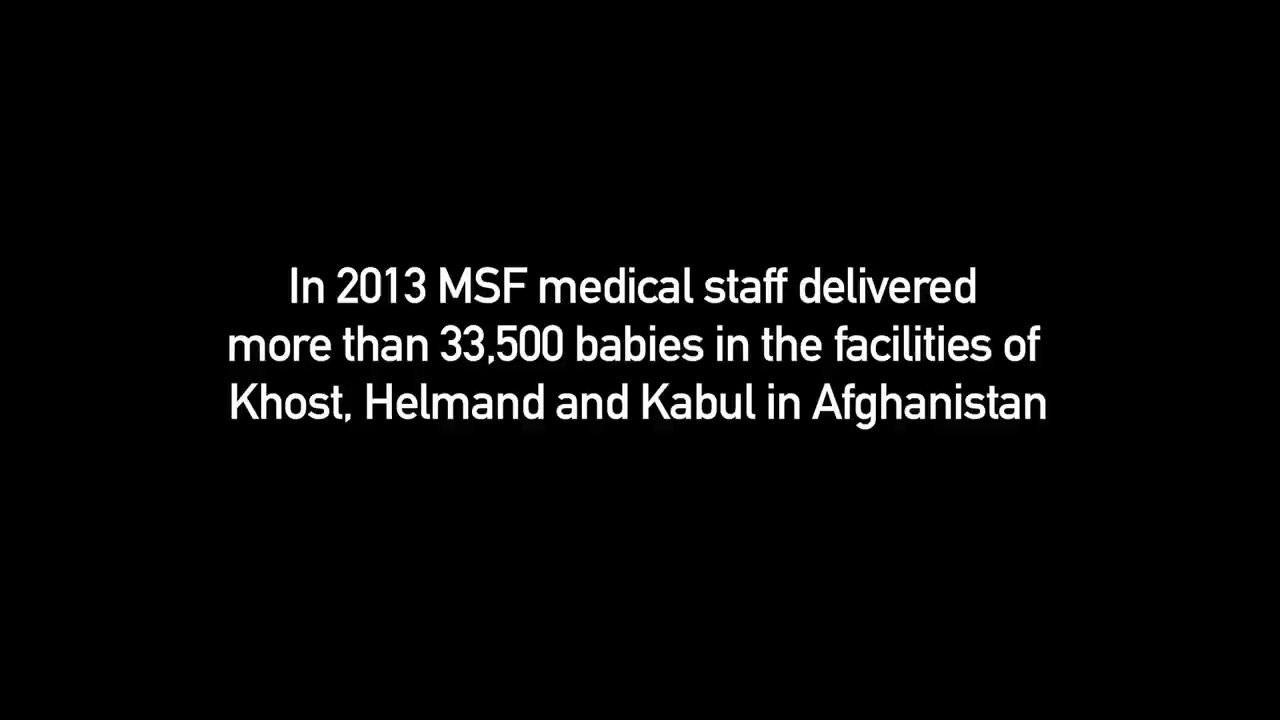 In 2013 MSF medical staff delivered
more than 33,500 babies in the facilities of
Khost, Helmand and Kabul in Afghanistan